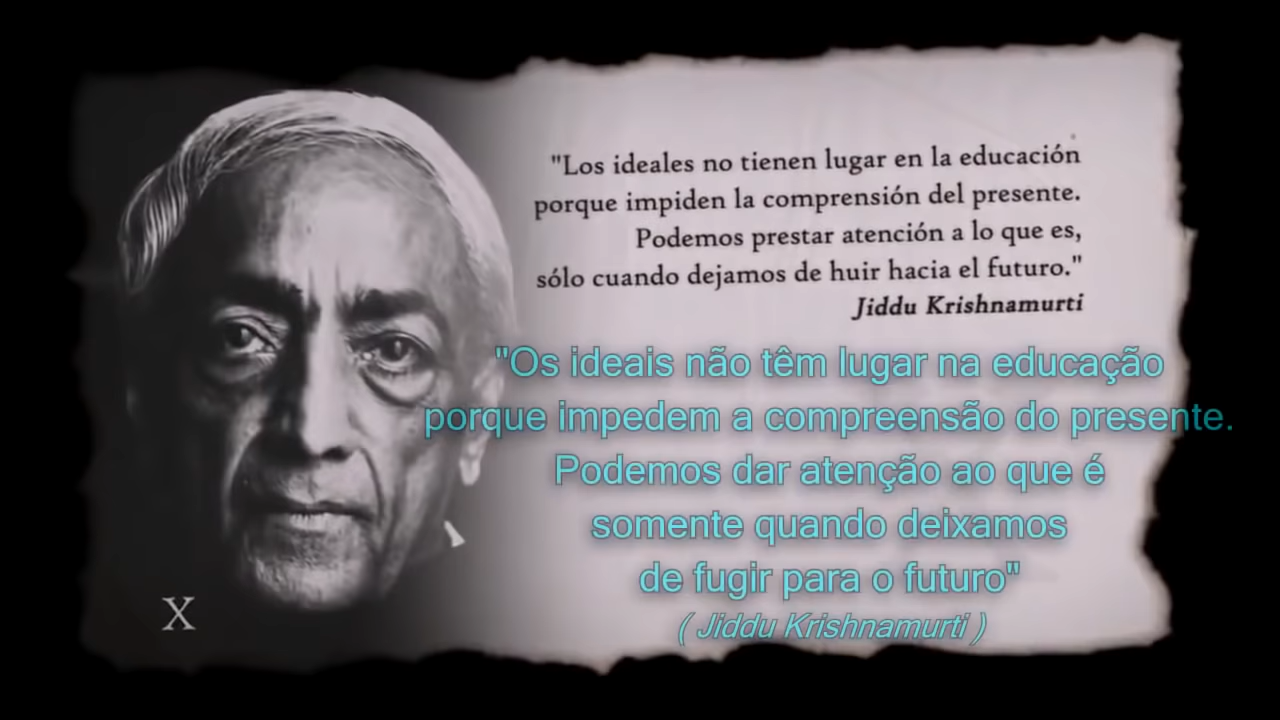 "Los ideales no tienen lugar en la educación
porque impiden la comprensión del presente.
Podemos prestar atención a lo que es,
sólo cuando dejamos de huir hacia el futuro."
Jiddu Krishnamurti
"Os ideais não têm lugar na educação
porque impedem a compreensão do presente.
Podemos dar atenção ao que é
somente quando deixamos
de fugir para o futuro"
( Jiddu Krishnamurti )
X